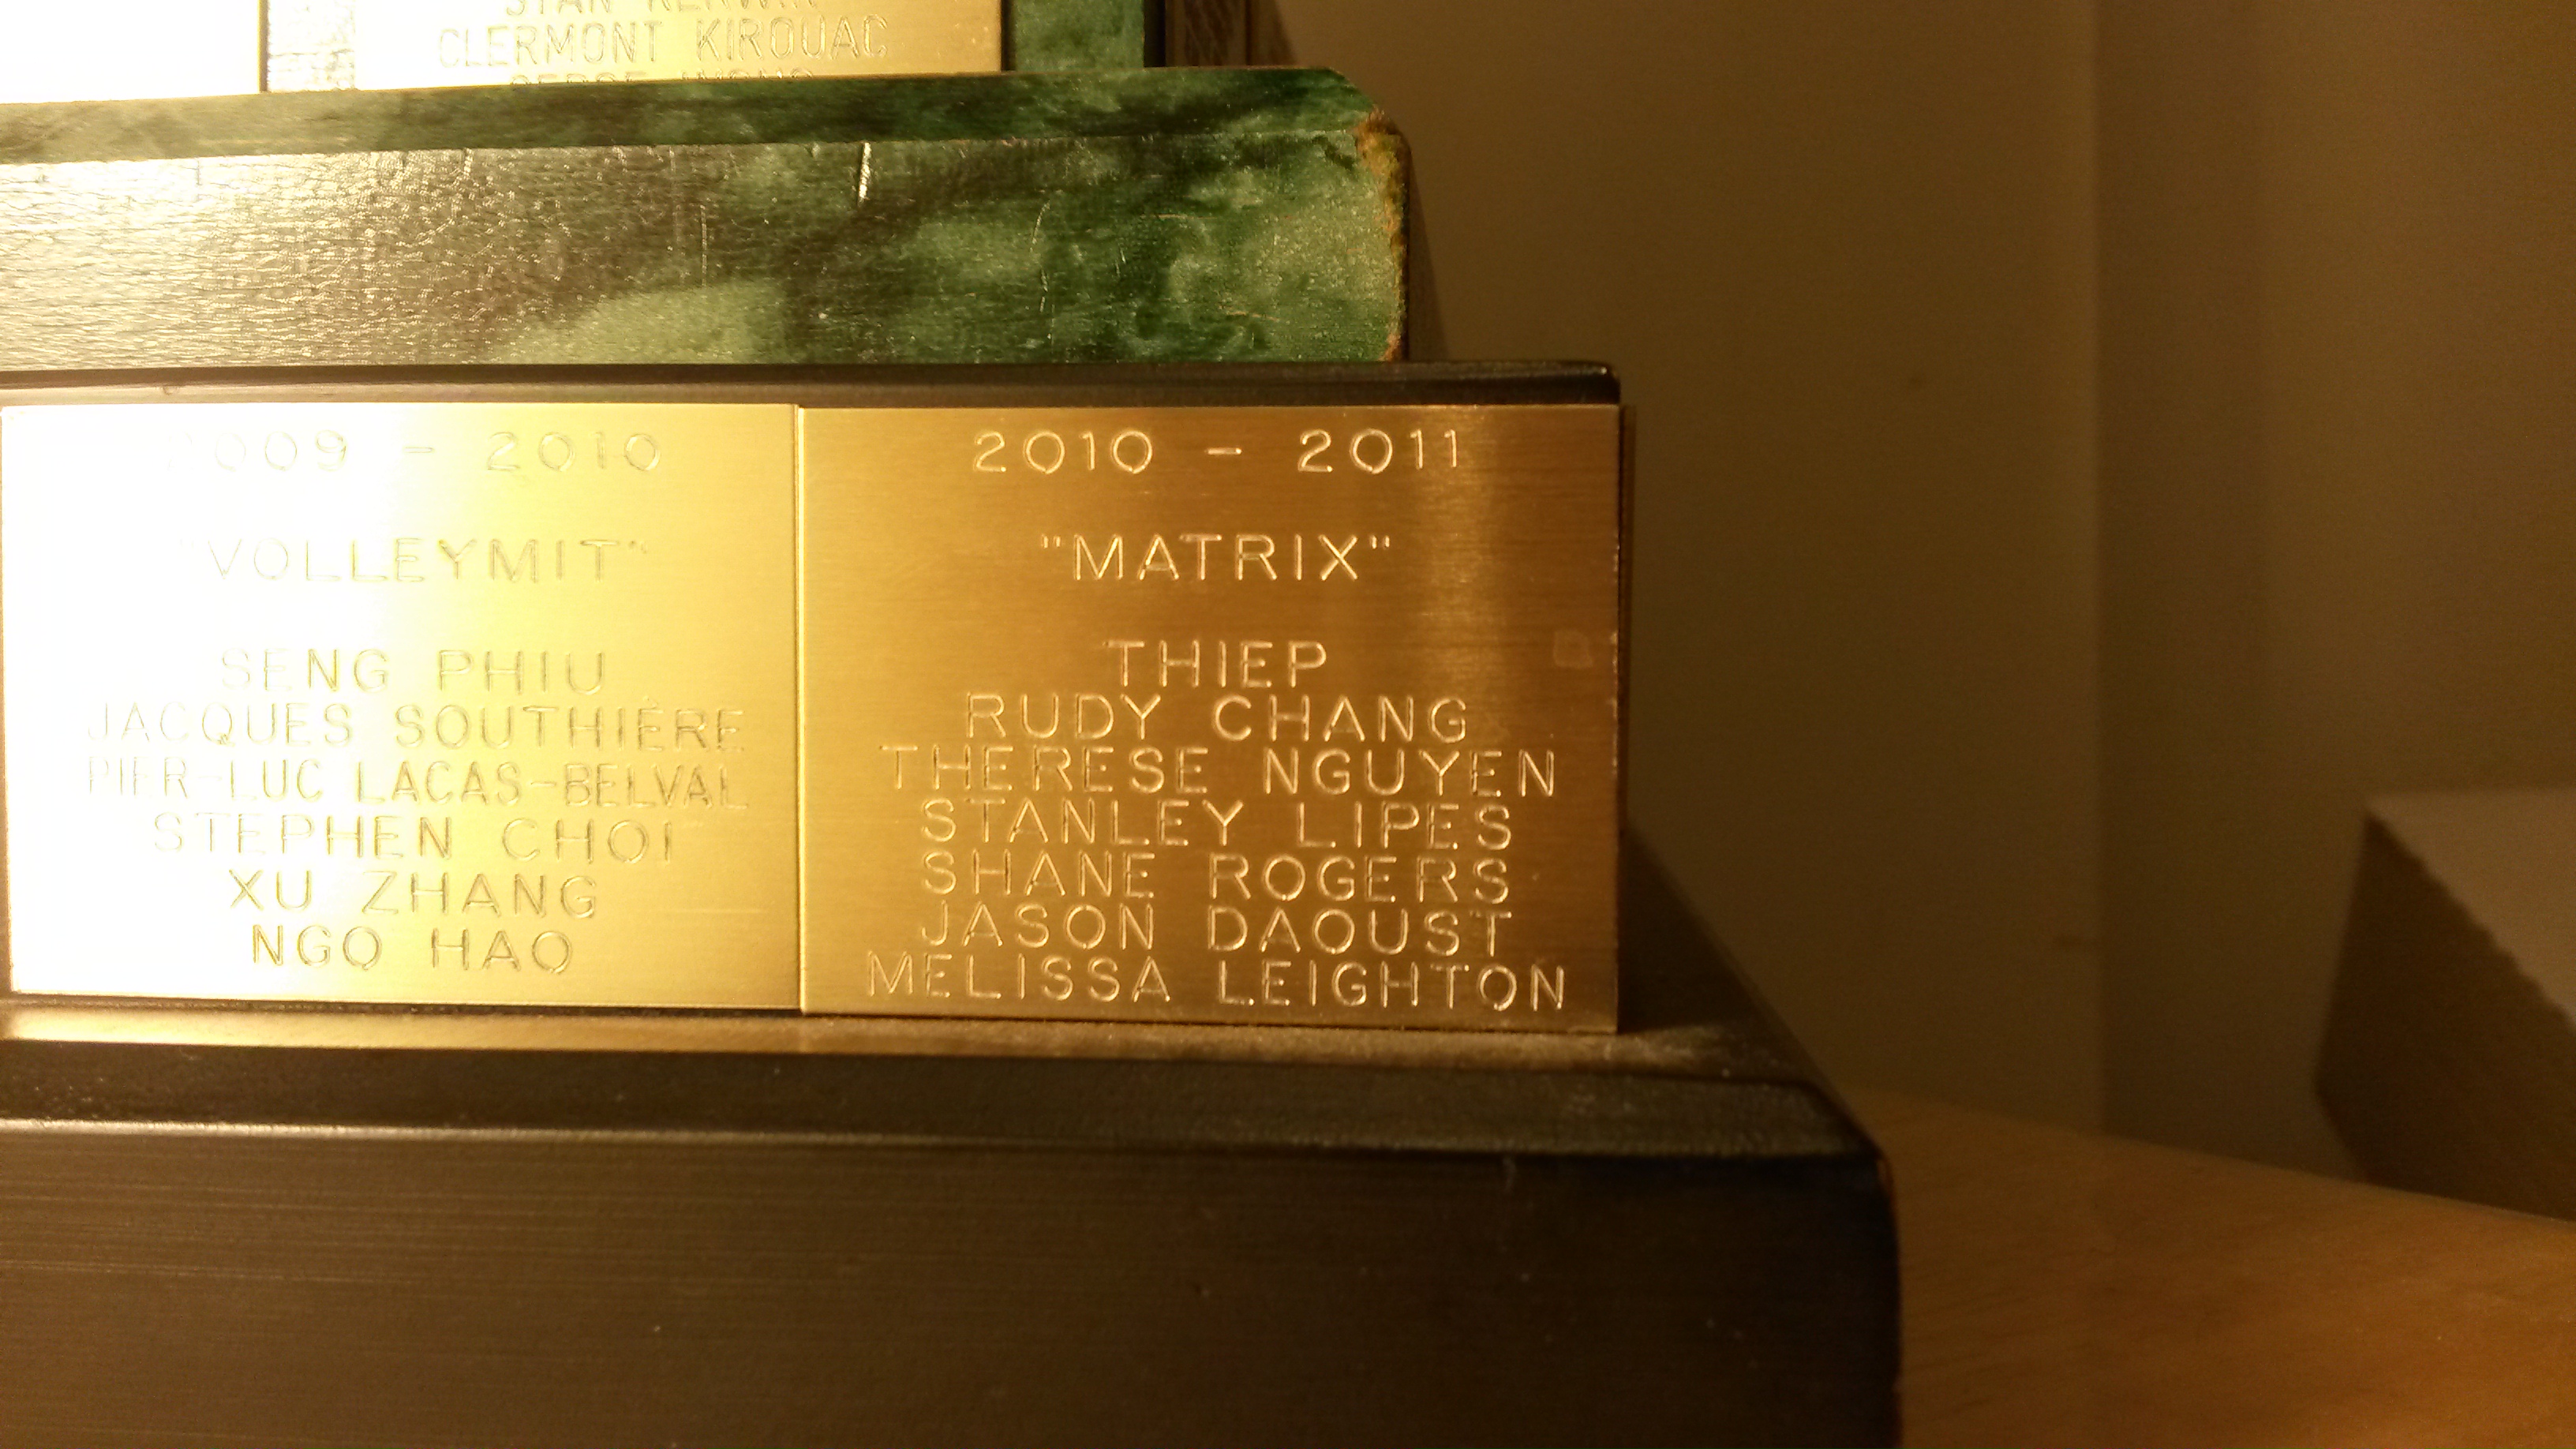 CLERMONT KIROUAC
2009 - 2010
"VOLLEYMIT"
SENG PHIU
JACQUES SOUTHIÈRE
PIER-LUC LACAS-BELVAL
STEPHEN CHOI
XU ZHANG
NGO HAO
2010 - 2011
"MATRIX"
THIEP
RUDY CHANG
THERESE NGUYEN
STANLEY LIPES
SHANE ROGERS
JASON DAOUST
MELISSA LEIGHTON